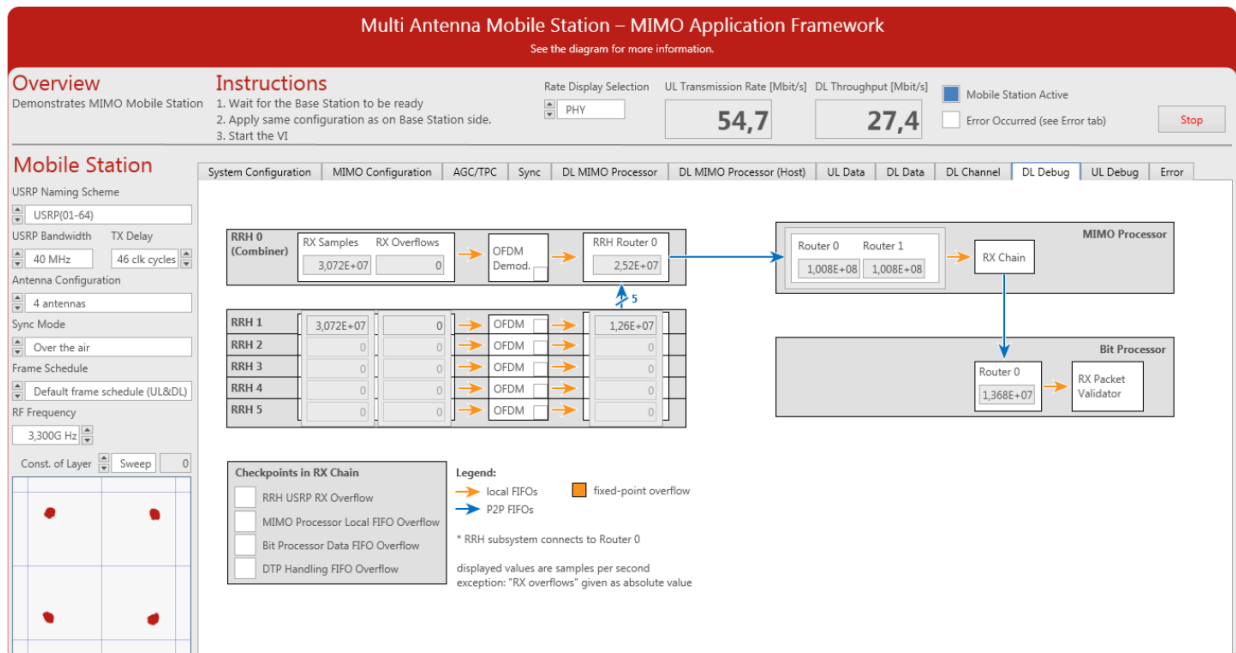 Multi Antenna Mobile Station – MIMO Application Framework
See the diagram for more information.
Overview
Demonstrates MIMO Mobile Station
Instructions
1. Wait for the Base Station to be ready
2. Apply same configuration as on Base Station side.
3. Start the VI
Rate Display Selection
PHY
UL Transmission Rate [Mbit/s]
54,7
DL Throughput [Mbit/s]
27,4
Mobile Station Active
Error Occurred (see Error tab)
Stop
Mobile Station
USRP Naming Scheme
USRP(01-64)
USRP Bandwidth TX Delay
40 MHz 46 clk cycles
Antenna Configuration
4 antennas
Sync Mode
Over the air
Frame Schedule
Default frame schedule (UL&DL)
RF Frequency
3,300G Hz
Const. of Layer Sweep 0
System Configuration MIMO Configuration AGC/TPC Sync DL MIMO Processor DL MIMO Processor (Host) UL Data DL Data DL Channel DL Debug UL Debug Error
RRH 0
(Combiner)
RX Samples RX Overflows
3,072E+07 0
OFDM
Demod.
RRH Router 0
2,52E+07
5
RRH 1 3,072E+07 0 OFDM 1,26E+07
RRH 2 0 0 OFDM 0
RRH 3 0 0 OFDM 0
RRH 4 0 0 OFDM 0
RRH 5 0 0 OFDM 0
MIMO Processor
Router 0 Router 1
1,008E+08 1,008E+08
RX Chain
Bit Processor
Router 0
1,368E+07
RX Packet
Validator
Checkpoints in RX Chain
RRH USRP RX Overflow
MIMO Processor Local FIFO Overflow
Bit Processor Data FIFO Overflow
DTP Handling FIFO Overflow
Legend:
local FIFOs fixed-point overflow
P2P FIFOs
* RRH subsystem connects to Router 0
displayed values are samples per second
exception: "RX overflows" given as absolute value